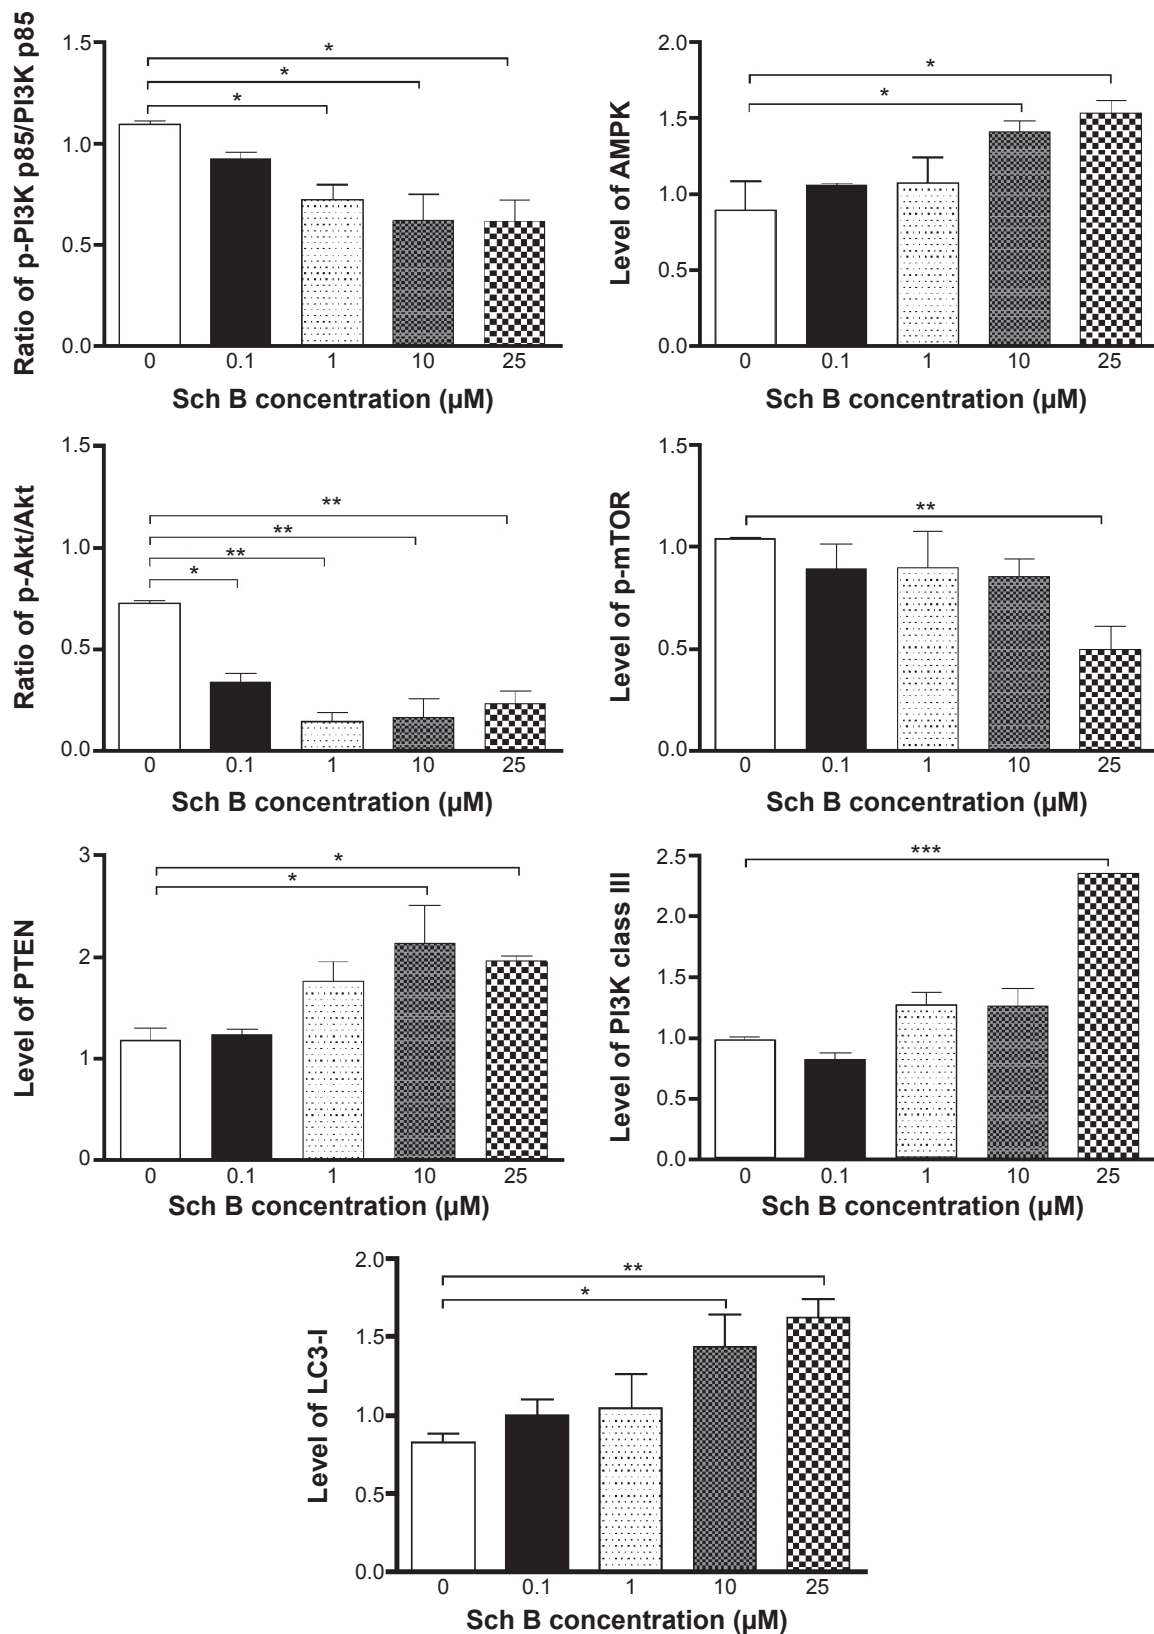 Ratio of p-PI3K p85/PI3K p85
1.5
1.0
0.5
0.0
*
*
*
0 0.1 1 10 25
Sch B concentration (µM)
Level of AMPK
2.0
1.5
1.0
0.5
0.0
*
*
0 0.1 1 10 25
Sch B concentration (µM)
Ratio of p-Akt/Akt
1.5
1.0
0.5
0.0
**
**
**
*
0 0.1 1 10 25
Sch B concentration (µM)
Level of p-mTOR
1.5
1.0
0.5
0.0
**
0 0.1 1 10 25
Sch B concentration (µM)
Level of PTEN
3
2
1
0
*
*
0 0.1 1 10 25
Sch B concentration (µM)
Level of PI3K class III
2.5
2.0
1.5
1.0
0.5
0.0
***
0 0.1 1 10 25
Sch B concentration (µM)
Level of LC3-I
2.0
1.5
1.0
0.5
0.0
**
*
0 0.1 1 10 25
Sch B concentration (µM)